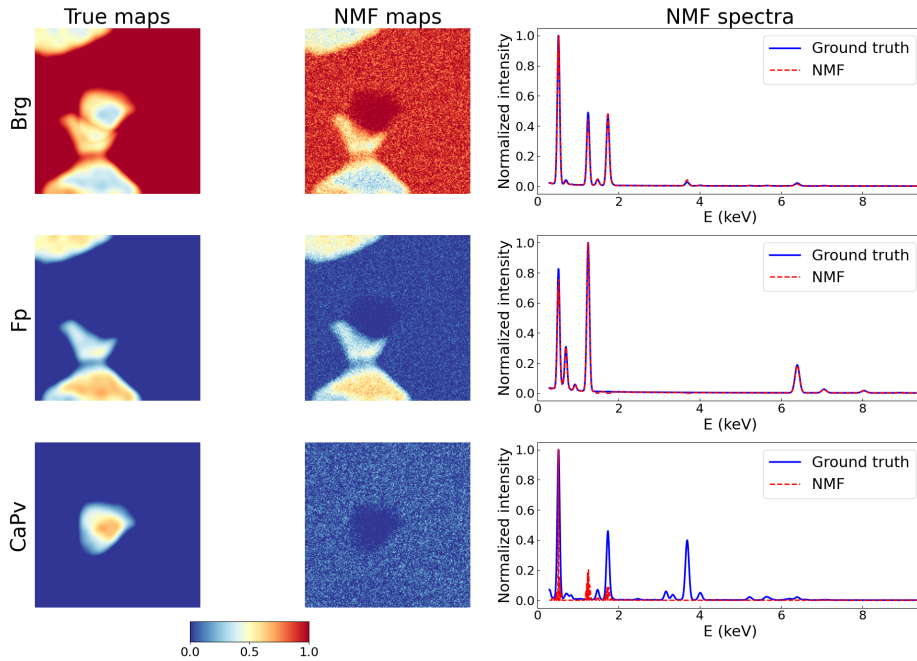 True maps
NMF maps
NMF spectra
Brg
Normalized intensity
1.0
0.8
0.6
0.4
0.2
0.0
Ground truth
NMF
0
2
4
6
8
E (keV)
Fp
Normalized intensity
1.0
0.8
0.6
0.4
0.2
0.0
Ground truth
NMF
0
2
4
6
8
E (keV)
CaPv
Normalized intensity
1.0
0.8
0.6
0.4
0.2
0.0
Ground truth
NMF
0
2
4
6
8
E (keV)
0.0
0.5
1.0